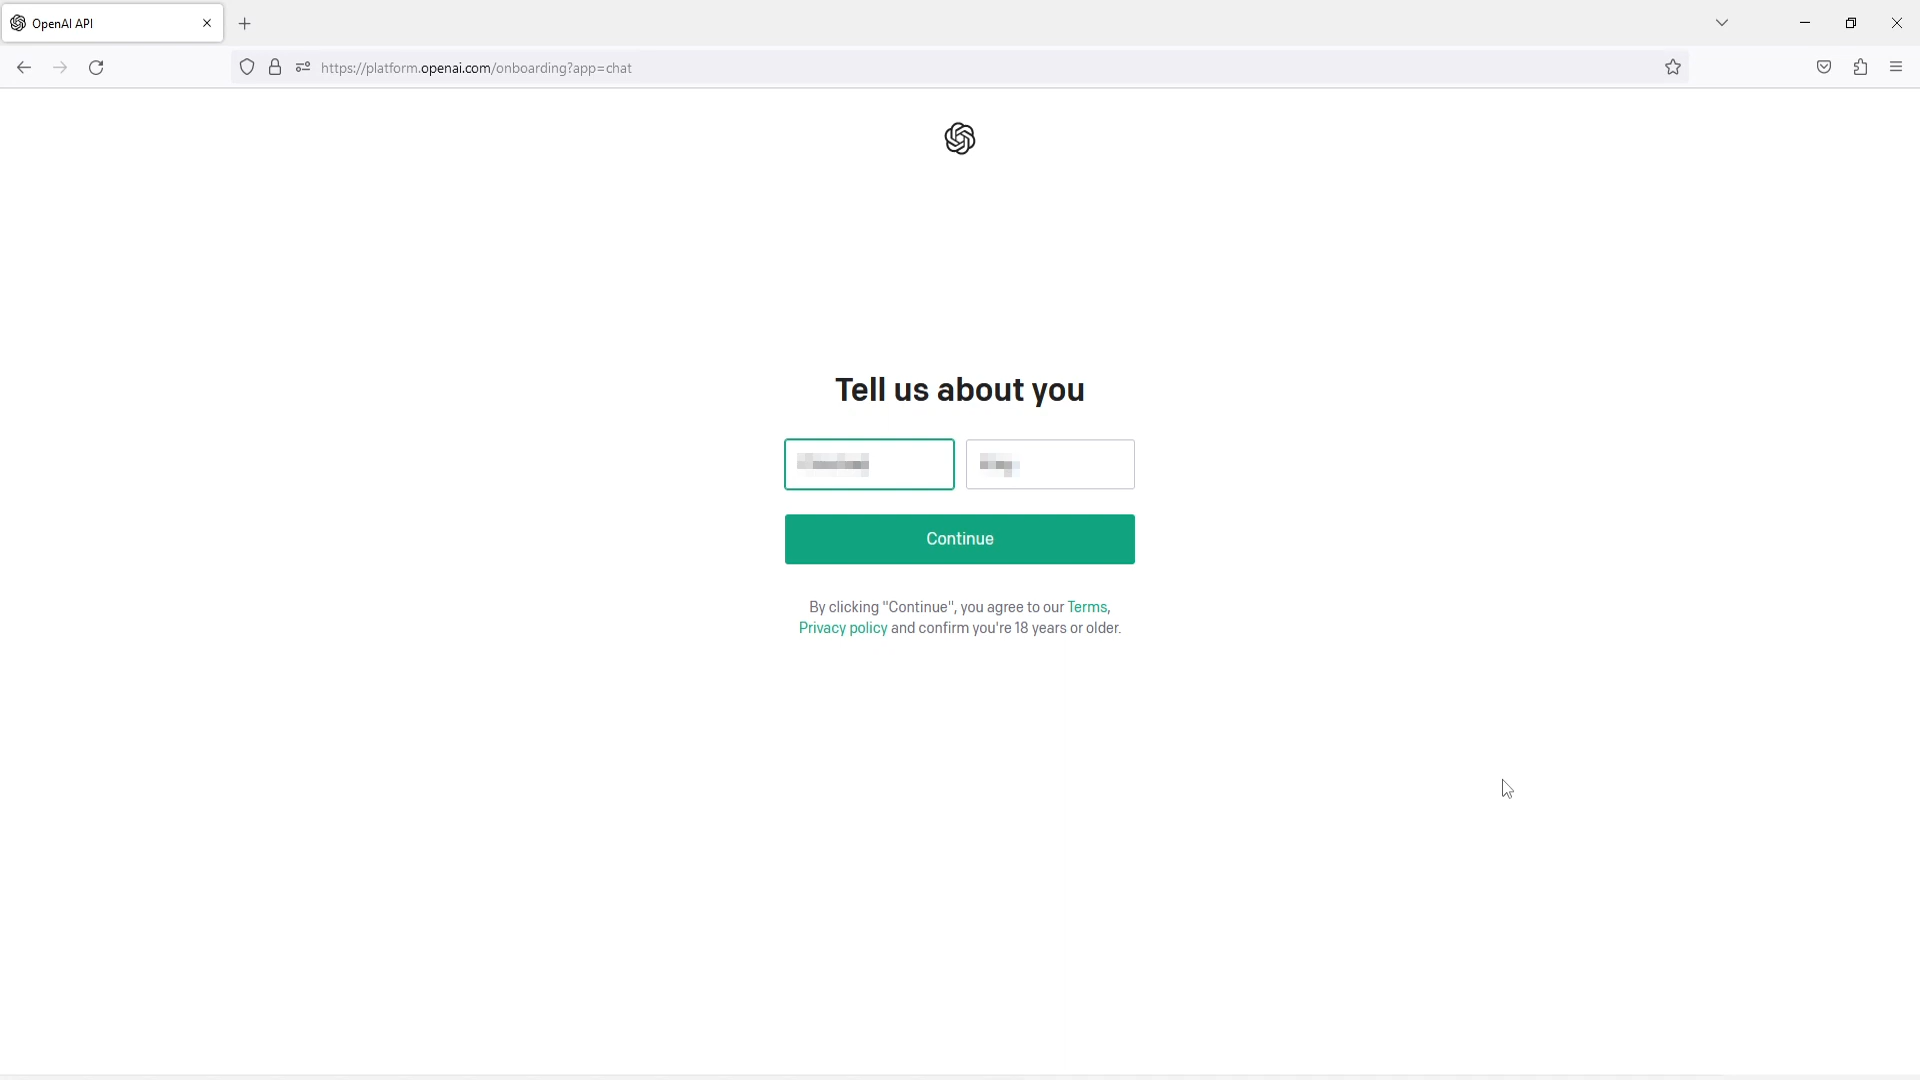 OpenAI API
https://platform.openai.com/onboarding?app=chat
Tell us about you
Continue
By clicking "Continue", you agree to our Terms,
Privacy policy and confirm you're 18 years or older.